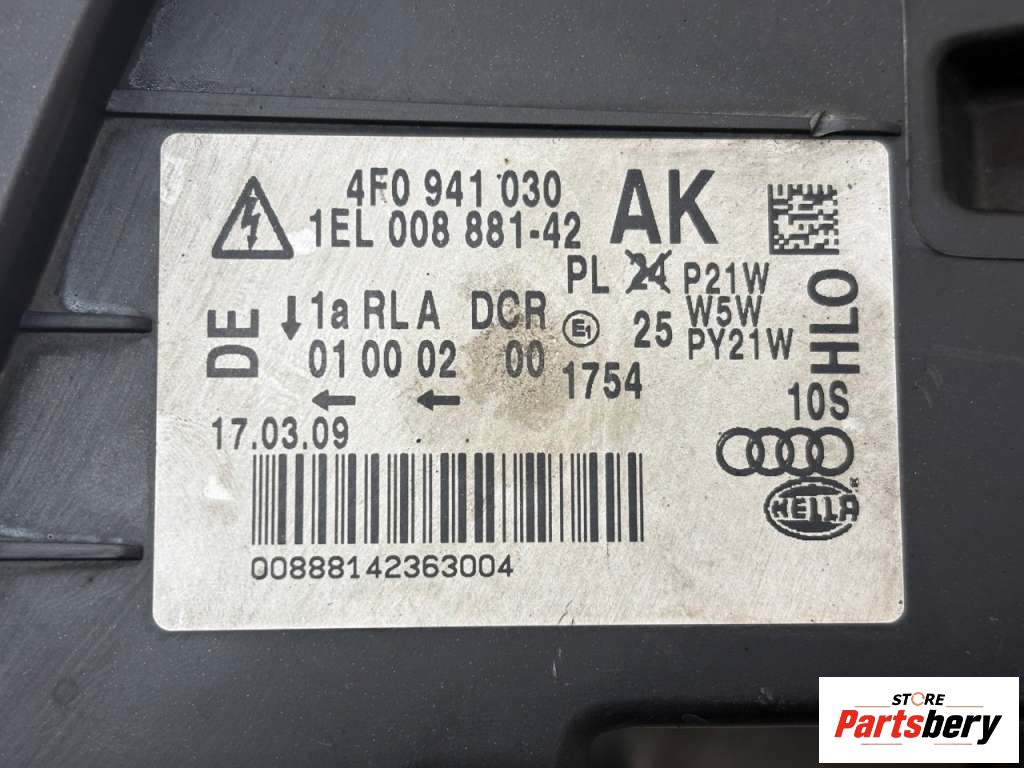 4F0 941 030 AK
1EL 008 881-42
PL 24 P21W
W5W
25 PY21W
DE
1a RL A DCR E1
01 00 02 00 1754
HLO
10S
17.03.09
HELLA
00888142363004
STORE
Partsbery